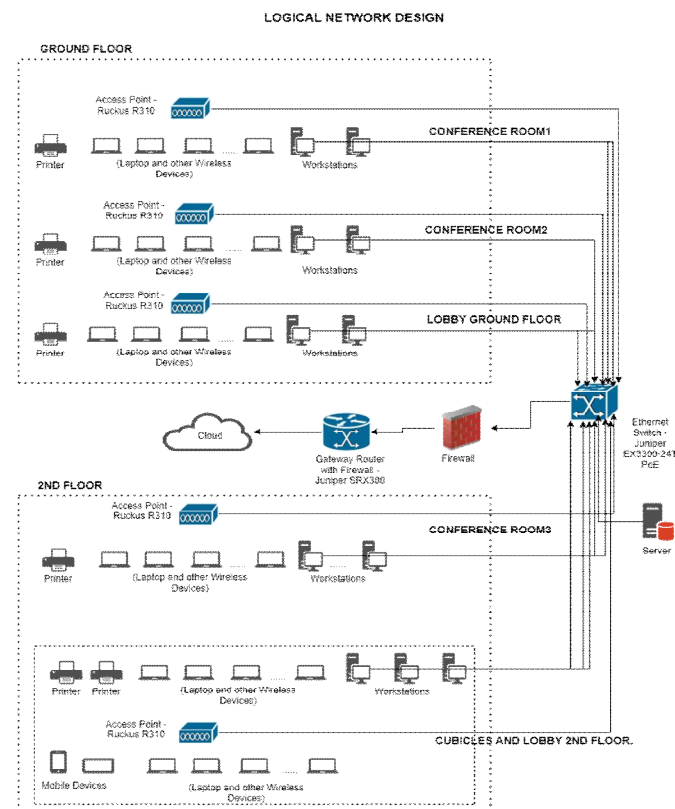 LOGICAL NETWORK DESIGN
GROUND FLOOR
Access Point -
Ruckus R310
CONFERENCE ROOM1
Printer
(Laptop and other Wireless
Devices)
Workstations
Access Point -
Ruckus R310
CONFERENCE ROOM2
Printer
(Laptop and other Wireless
Devices)
Workstations
Access Point -
Ruckus R310
LOBBY GROUND FLOOR
Printer
(Laptop and other Wireless
Devices)
Workstations
Cloud
Gateway Router
with Firewall -
Juniper SRX300
Firewall
Ethernet
Switch -
Juniper
EX3300-24T
PoE
2ND FLOOR
Access Point -
Ruckus R310
CONFERENCE ROOM3
Server
Printer
(Laptop and other Wireless
Devices)
Workstations
Printer
Printer
(Laptop and other Wireless
Devices)
Workstations
Access Point -
Ruckus R310
CUBICLES AND LOBBY 2ND FLOOR.
Mobile Devices
(Laptop and other Wireless
Devices)